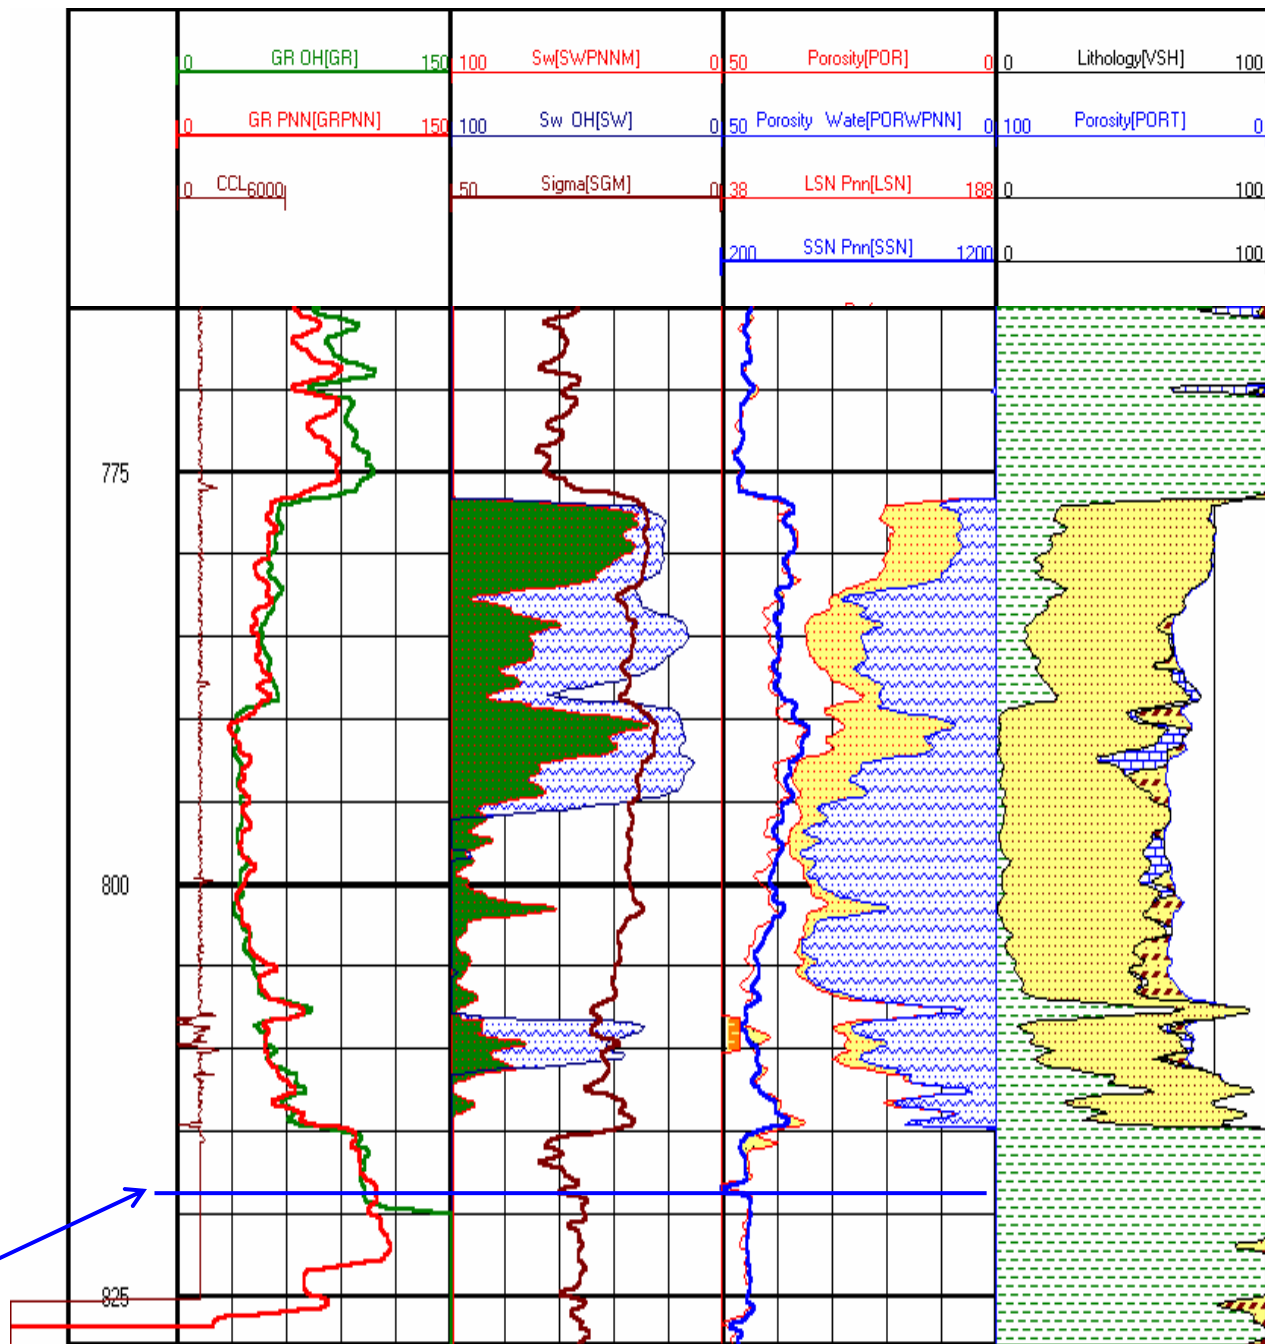 GR OH[GR]
0 150
Sw[SWPNNM]
100 0
Porosity[POR]
50 0
Lithology[VSH]
0 100
GR PNN[GRPNN]
0 150
Sw OH[SW]
100 0
Porosity Wate[PORWPNN]
50 0
Porosity[PORT]
100 0
CCL
0 6000
Sigma[SGM]
50 0
LSN Pnn[LSN]
38 188
0 100
SSN Pnn[SSN]
200 1200
0 100
775
800
825